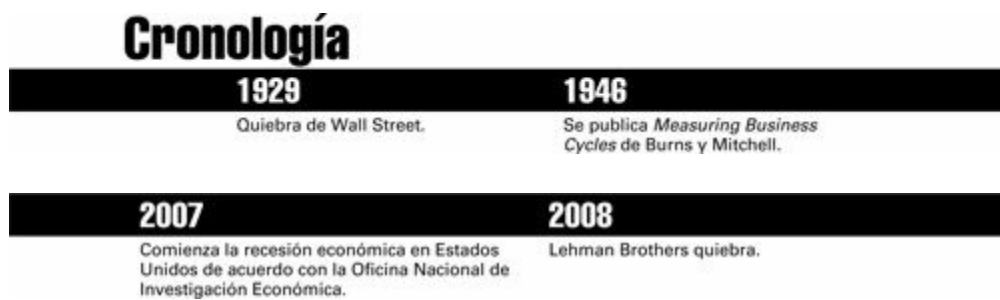 Cronología
1929
1946
Quiebra de Wall Street.
Se publica Measuring Business
Cycles de Burns y Mitchell.
2007
2008
Comienza la recesión económica en Estados
Unidos de acuerdo con la Oficina Nacional de
Investigación Económica.
Lehman Brothers quiebra.